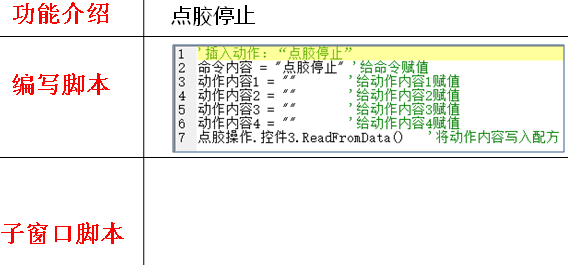 功能介绍 点胶停止
编写脚本
1 '插入动作：“点胶停止”
2 命令内容 = "点胶停止" '给命令赋值
3 动作内容1 = "" '给动作内容1赋值
4 动作内容2 = "" '给动作内容2赋值
5 动作内容3 = "" '给动作内容3赋值
6 动作内容4 = "" '给动作内容4赋值
7 点胶操作.控件3.ReadFromData() '将动作内容写入配方
子窗口脚本